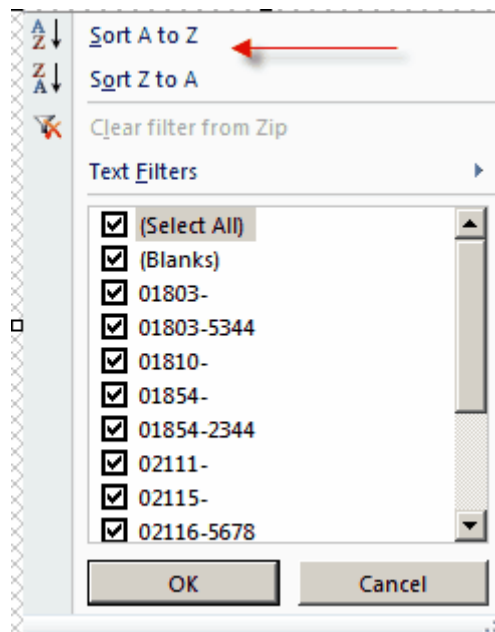 Sort A to Z
Sort Z to A
Clear filter from Zip
Text Filters
(Select All)
(Blanks)
01803-
01803-5344
01810-
01854-
01854-2344
02111-
02115-
02116-5678
OK
Cancel